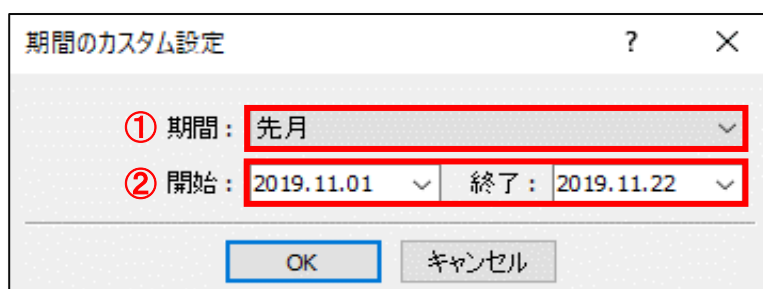 期間のカスタム設定 ? ×
① 期間: 先月
② 開始: 2019.11.01 終了: 2019.11.22
OK キャンセル